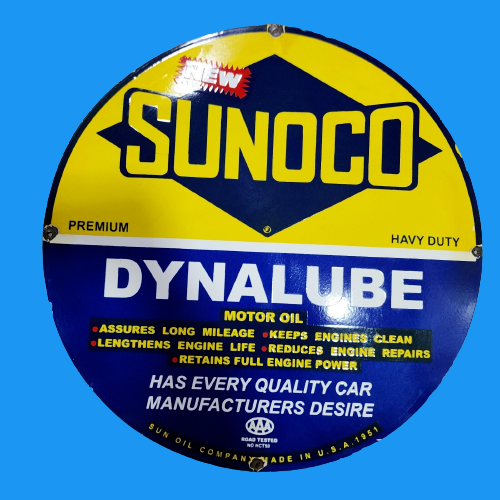 NEW
SUNOCO
PREMIUM
HAVY DUTY
DYNALUBE
MOTOR OIL
•ASSURES LONG MILEAGE •KEEPS ENGINES CLEAN
•LENGTHENS ENGINE LIFE •REDUCES ENGINE REPAIRS
•RETAINS FULL ENGINE POWER
HAS EVERY QUALITY CAR
MANUFACTURERS DESIRE
AAA
ROAD TESTED
NO HCT50
SUN OIL COMPANY MADE IN U.S.A.1951